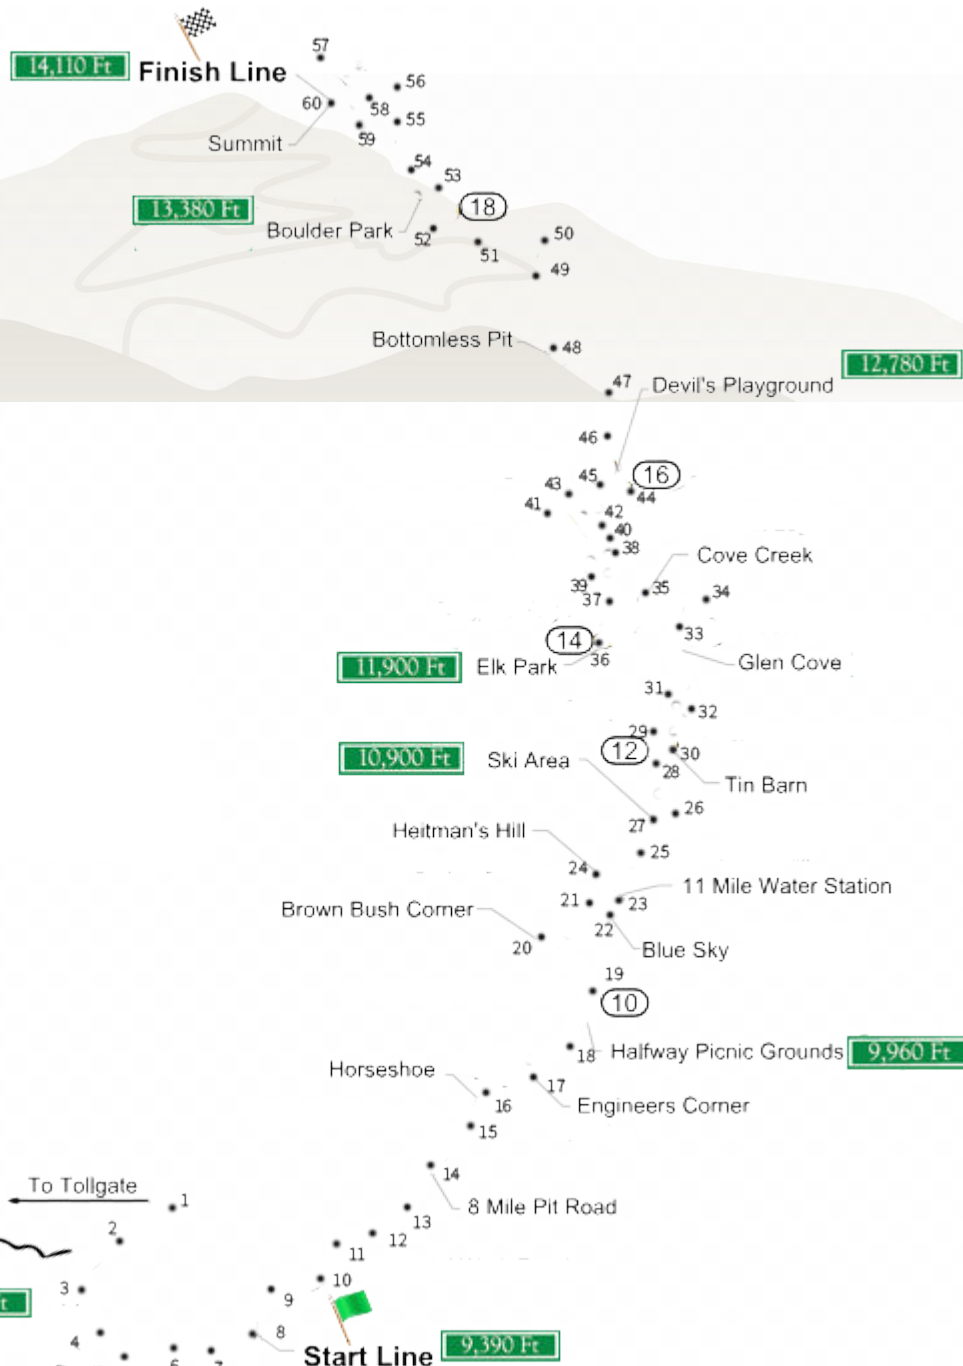 57
14,110 Ft
Finish Line
56
60
58
55
59
Summit
54
53
13,380 Ft
18
Boulder Park
52
50
51
49
Bottomless Pit
48
12,780 Ft
47
Devil's Playground
46
45
16
43
44
41
42
40
38
Cove Creek
39
35
34
37
33
14
36
Elk Park
11,900 Ft
Glen Cove
31
32
29
12
30
10,900 Ft
Ski Area
28
Tin Barn
26
27
Heitman's Hill
25
24
11 Mile Water Station
21
23
Brown Bush Corner
22
20
Blue Sky
19
10
18
Halfway Picnic Grounds
9,960 Ft
Horseshoe
17
16
Engineers Corner
15
14
To Tollgate
1
8 Mile Pit Road
13
2
12
11
10
3
9
t
8
4
9,390 Ft
Start Line